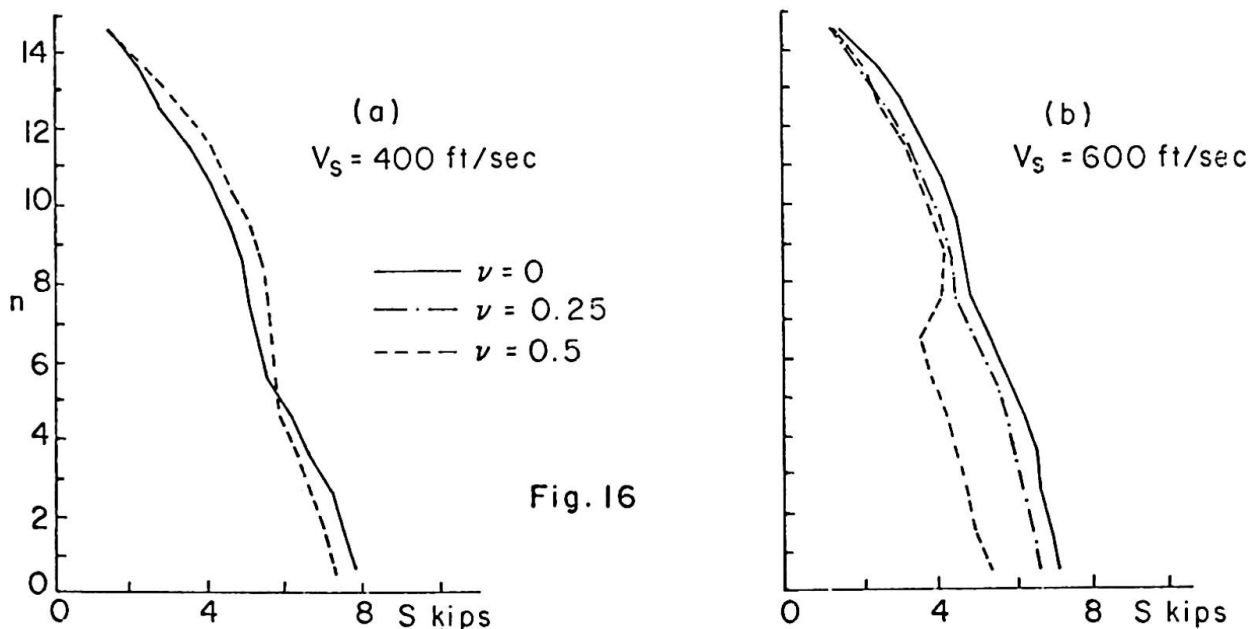 14
12
10
8
n
6
4
2
0
(a)
V_s = 400 ft/sec
ν = 0
ν = 0.25
ν = 0.5
Fig. 16
0 4 8 S kips
(b)
V_s = 600 ft/sec
0 4 8 S kips